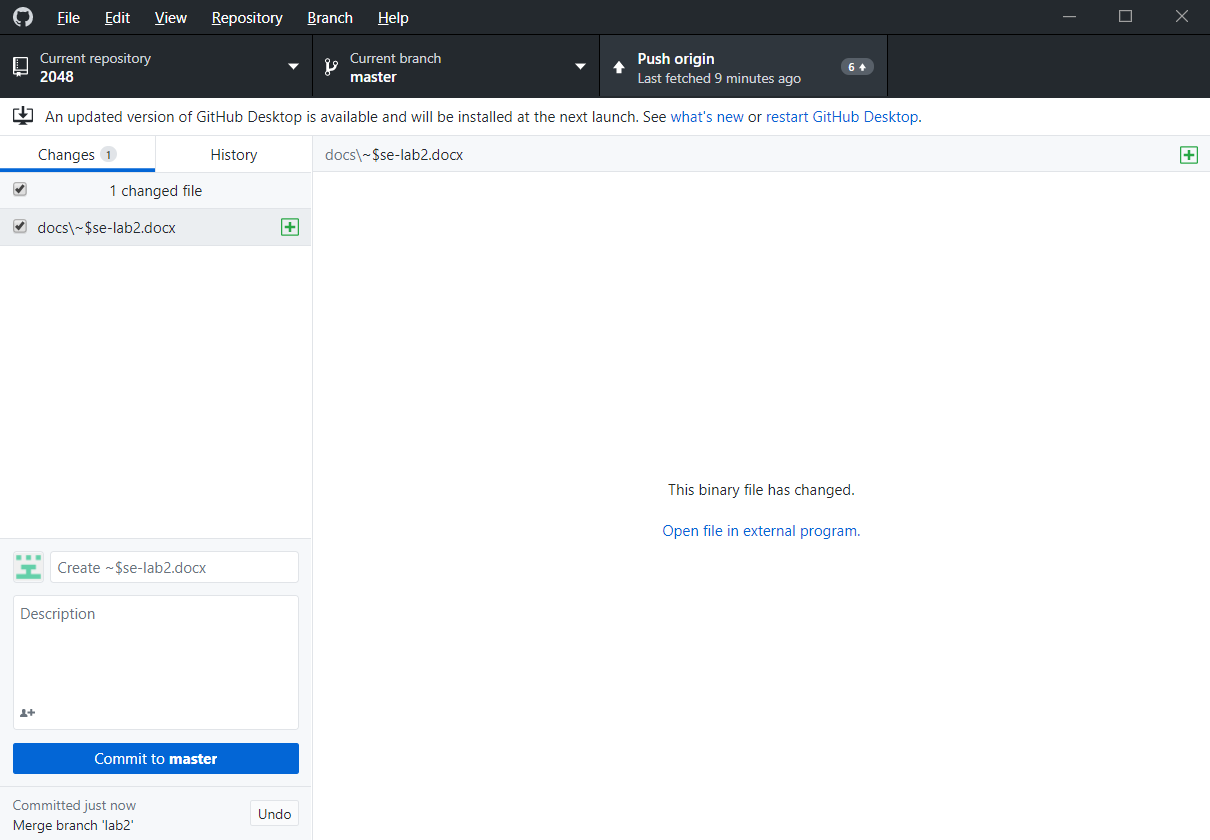 File Edit View Repository Branch Help
Current repository
2048
Current branch
master
Push origin
Last fetched 9 minutes ago
6
An updated version of GitHub Desktop is available and will be installed at the next launch. See what's new or restart GitHub Desktop.
Changes 1
History
docs\~$se-lab2.docx
1 changed file
docs\~$se-lab2.docx
This binary file has changed.
Open file in external program.
Create ~$se-lab2.docx
Description
Commit to master
Committed just now
Merge branch 'lab2'
Undo